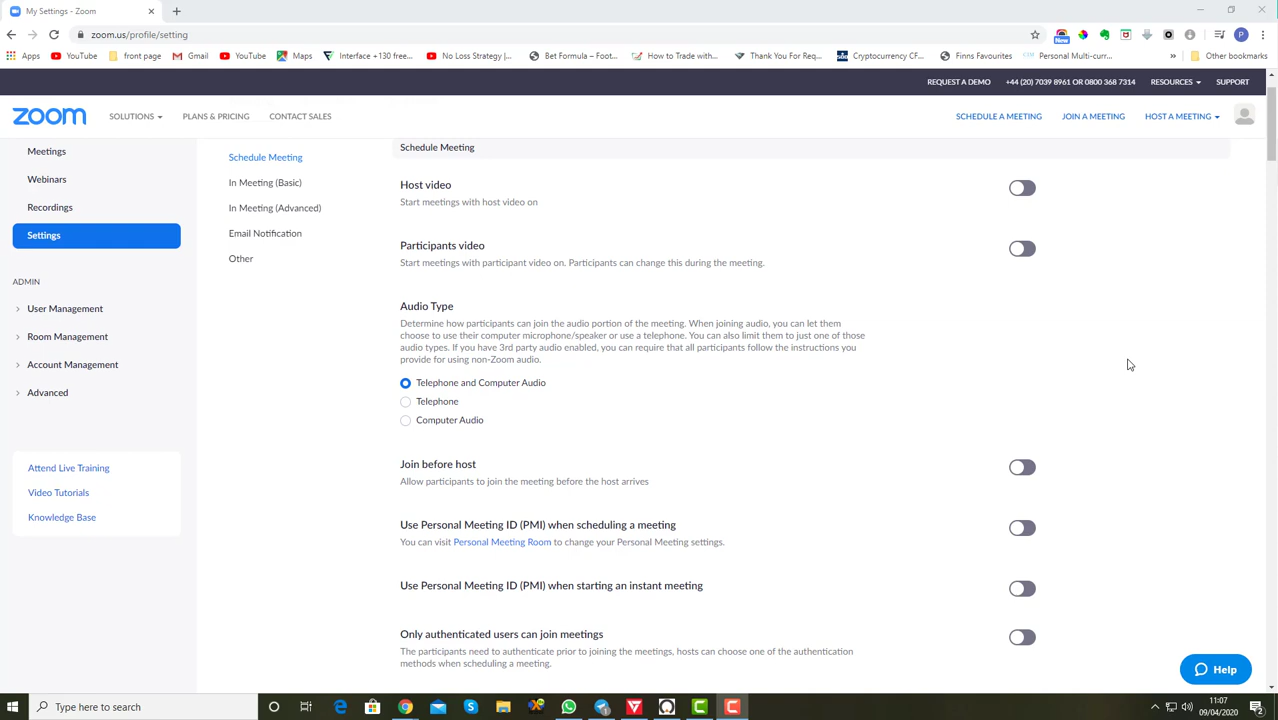 My Settings - Zoom
zoom.us/profile/setting
New
P
Apps
YouTube
front page
Gmail
YouTube
Maps
Interface +130 free...
No Loss Strategy |...
Bet Formula – Foot...
How to Trade with...
Thank You For Req...
Cryptocurrency CF...
Finns Favourites
Personal Multi-curr...
»
Other bookmarks
REQUEST A DEMO
+44 (20) 7039 8961 OR 0800 368 7314
RESOURCES
SUPPORT
zoom
SOLUTIONS
PLANS & PRICING
CONTACT SALES
SCHEDULE A MEETING
JOIN A MEETING
HOST A MEETING
Meetings
Webinars
Recordings
Settings
ADMIN
User Management
Room Management
Account Management
Advanced
Attend Live Training
Video Tutorials
Knowledge Base
Schedule Meeting
In Meeting (Basic)
In Meeting (Advanced)
Email Notification
Other
Schedule Meeting
Host video
Start meetings with host video on
Participants video
Start meetings with participant video on. Participants can change this during the meeting.
Audio Type
Determine how participants can join the audio portion of the meeting. When joining audio, you can let them
choose to use their computer microphone/speaker or use a telephone. You can also limit them to just one of those
audio types. If you have 3rd party audio enabled, you can require that all participants follow the instructions you
provide for using non-Zoom audio.
Telephone and Computer Audio
Telephone
Computer Audio
Join before host
Allow participants to join the meeting before the host arrives
Use Personal Meeting ID (PMI) when scheduling a meeting
You can visit Personal Meeting Room to change your Personal Meeting settings.
Use Personal Meeting ID (PMI) when starting an instant meeting
Only authenticated users can join meetings
The participants need to authenticate prior to joining the meetings, hosts can choose one of the authentication
methods when scheduling a meeting.
Help
Type here to search
11:07
09/04/2020
2